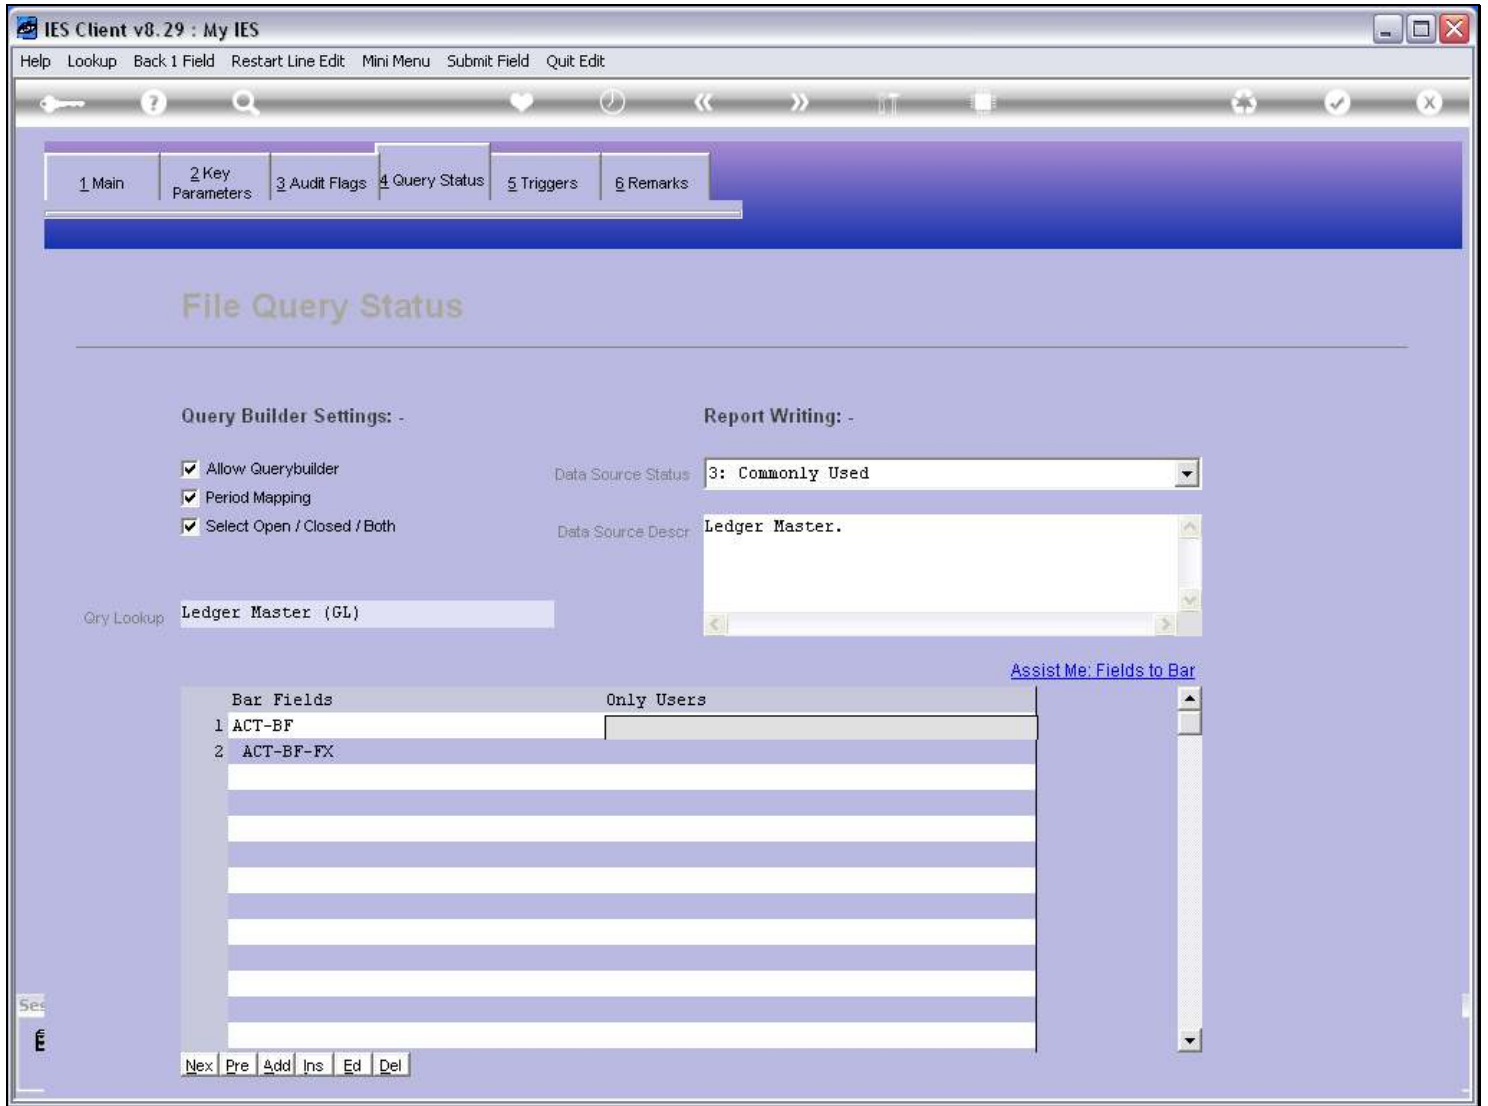 IES Client v8.29 : My IES
Help Lookup Back 1 Field Restart Line Edit Mini Menu Submit Field Quit Edit
1 Main
2 Key Parameters
3 Audit Flags
4 Query Status
5 Triggers
6 Remarks
File Query Status
Query Builder Settings: -
Report Writing: -
Allow Querybuilder
Data Source Status 3: Commonly Used
Period Mapping
Select Open / Closed / Both
Data Source Descr Ledger Master.
Qry Lookup Ledger Master (GL)
Assist Me: Fields to Bar
Bar Fields Only Users
1 ACT-BF
2 ACT-BF-FX
Ses
Nex Pre Add Ins Ed Del